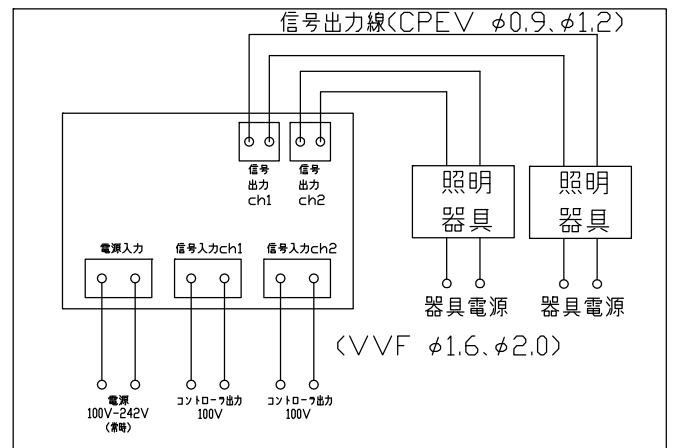 信号出力線(CPEV φ0.9、φ1.2)
信号
出力
ch1
信号
出力
ch2
照明
器具
照明
器具
電源入力
信号入力ch1
信号入力ch2
器具電源
器具電源
(VVF φ1.6、φ2.0)
電源
100V-242V
(常時)
コントローラ出力
100V
コントローラ出力
100V